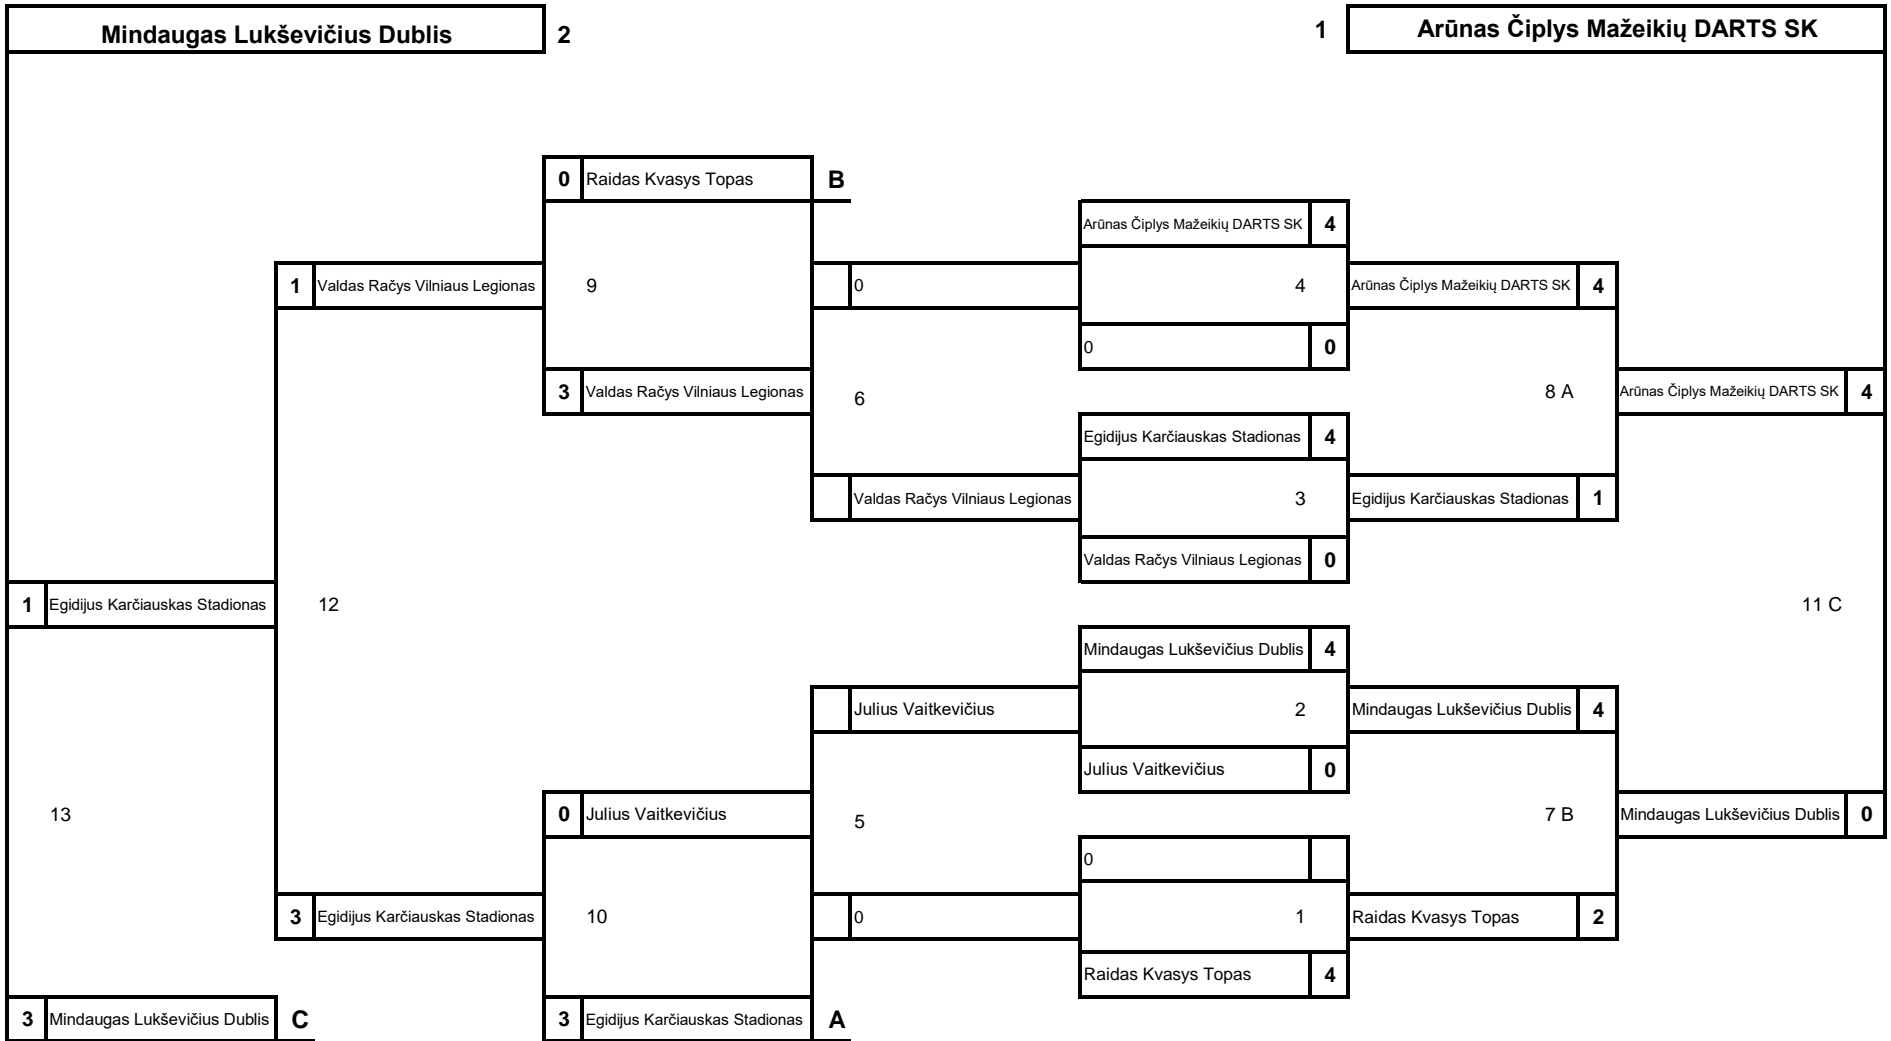 Mindaugas Lukševičius Dublis 2 1 Arūnas Čiplys Mažeikių DARTS SK
0 Raidas Kvasys Topas B
Arūnas Čiplys Mažeikių DARTS SK 4
1 Valdas Račys Vilniaus Legionas 9 0 4 Arūnas Čiplys Mažeikių DARTS SK 4
0 0
3 Valdas Račys Vilniaus Legionas 6 8 A Arūnas Čiplys Mažeikių DARTS SK 4
Egidijus Karčiauskas Stadionas 4
Valdas Račys Vilniaus Legionas 3 Egidijus Karčiauskas Stadionas 1
Valdas Račys Vilniaus Legionas 0
1 Egidijus Karčiauskas Stadionas 12 11 C
Mindaugas Lukševičius Dublis 4
Julius Vaitkevičius 2 Mindaugas Lukševičius Dublis 4
Julius Vaitkevičius 0
13 0 Julius Vaitkevičius 5 7 B Mindaugas Lukševičius Dublis 0
0
3 Egidijus Karčiauskas Stadionas 10 0 1 Raidas Kvasys Topas 2
Raidas Kvasys Topas 4
3 Mindaugas Lukševičius Dublis C 3 Egidijus Karčiauskas Stadionas A